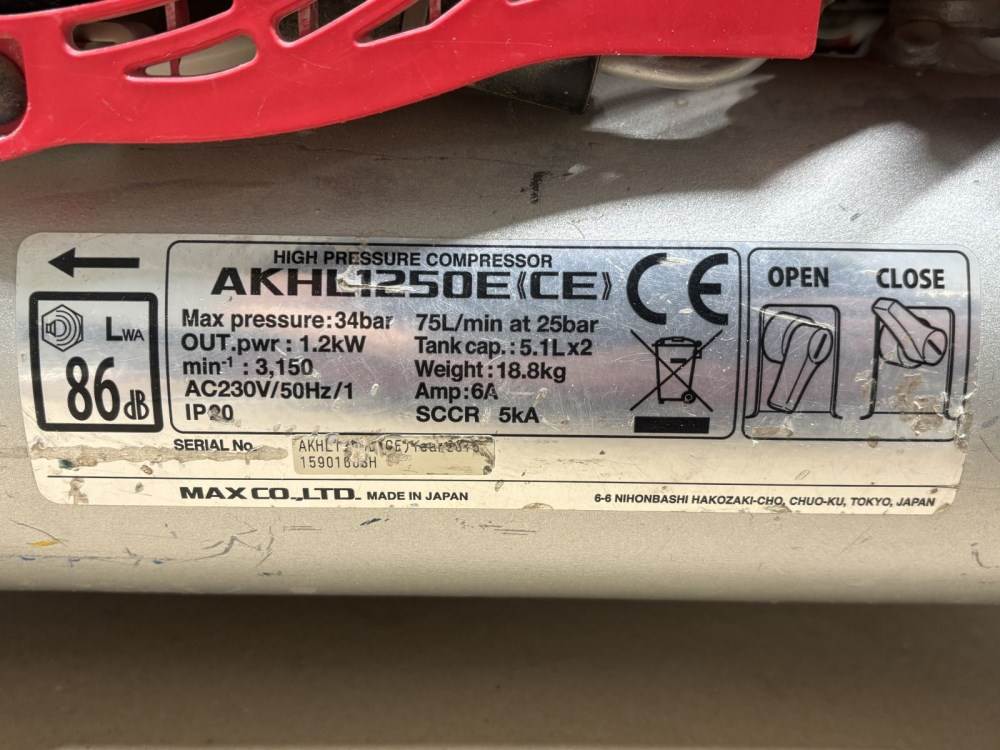 HIGH PRESSURE COMPRESSOR
AKHL1250E《CE》
CE
LWA
86dB
Max pressure:34bar
OUT.pwr : 1.2kW
min-1 : 3,150
AC230V/50Hz/1
IP20
75L/min at 25bar
Tank cap.: 5.1Lx2
Weight:18.8kg
Amp:6A
SCCR 5kA
OPEN
CLOSE
SERIAL No.
MAX CO.,LTD. MADE IN JAPAN
6-6 NIHONBASHI HAKOZAKI-CHO, CHUO-KU, TOKYO, JAPAN